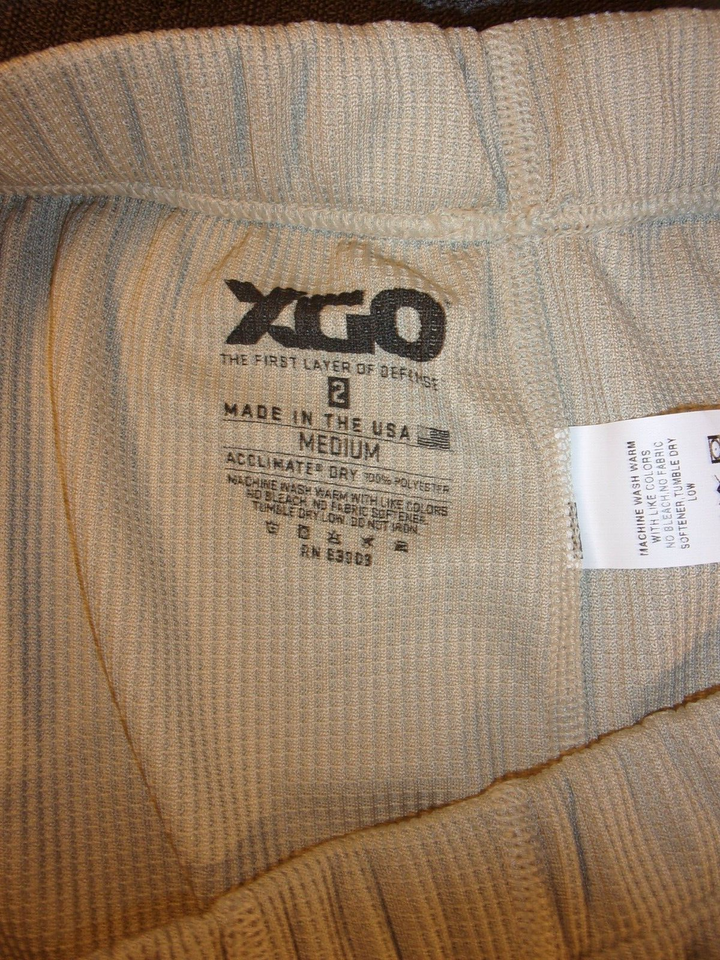 XGO
THE FIRST LAYER OF DEFENSE
2
MADE IN THE USA
MEDIUM
ACCLIMATE® DRY 100% POLYESTER
MACHINE WASH WARM WITH LIKE COLORS
NO BLEACH, NO FABRIC SOFTENER,
TUMBLE DRY LOW, DO NOT IRON
RN 83909
MACHINE WASH WARM
WITH LIKE COLORS
NO BLEACH, NO FABRIC
SOFTENER, TUMBLE DRY
LOW